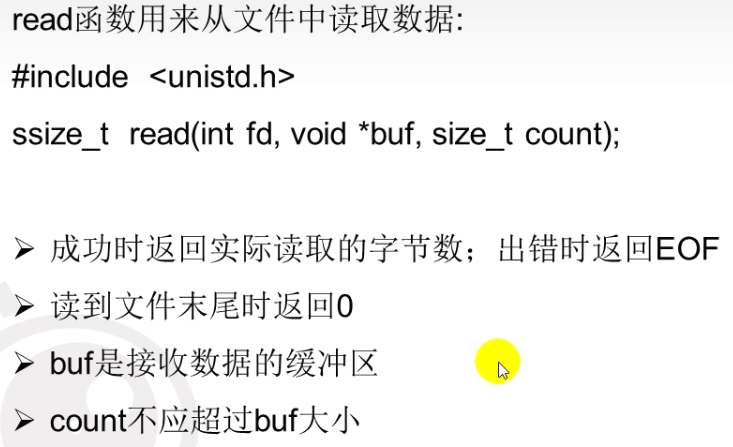 read函数用来从文件中读取数据:
#include <unistd.h>
ssize_t read(int fd, void *buf, size_t count);
➢ 成功时返回实际读取的字节数；出错时返回EOF
➢ 读到文件末尾时返回0
➢ buf是接收数据的缓冲区
➢ count不应超过buf大小